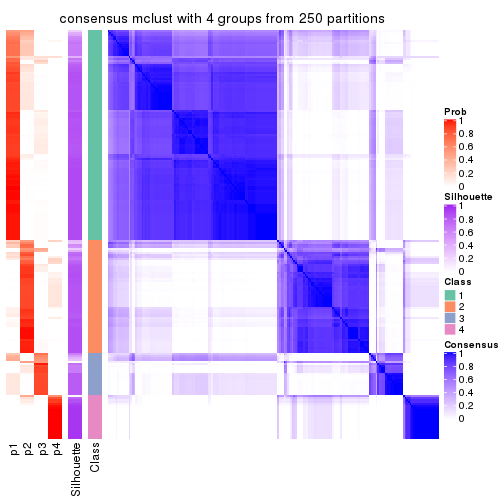 consensus mclust with 4 groups from 250 partitions
Prob
1
0.8
0.6
0.4
0.2
0
Silhouette
1
0.8
0.6
0.4
0.2
0
Class
1
2
3
4
Consensus
1
0.8
0.6
0.4
0.2
0
p1
p2
p3
p4
Silhouette
Class